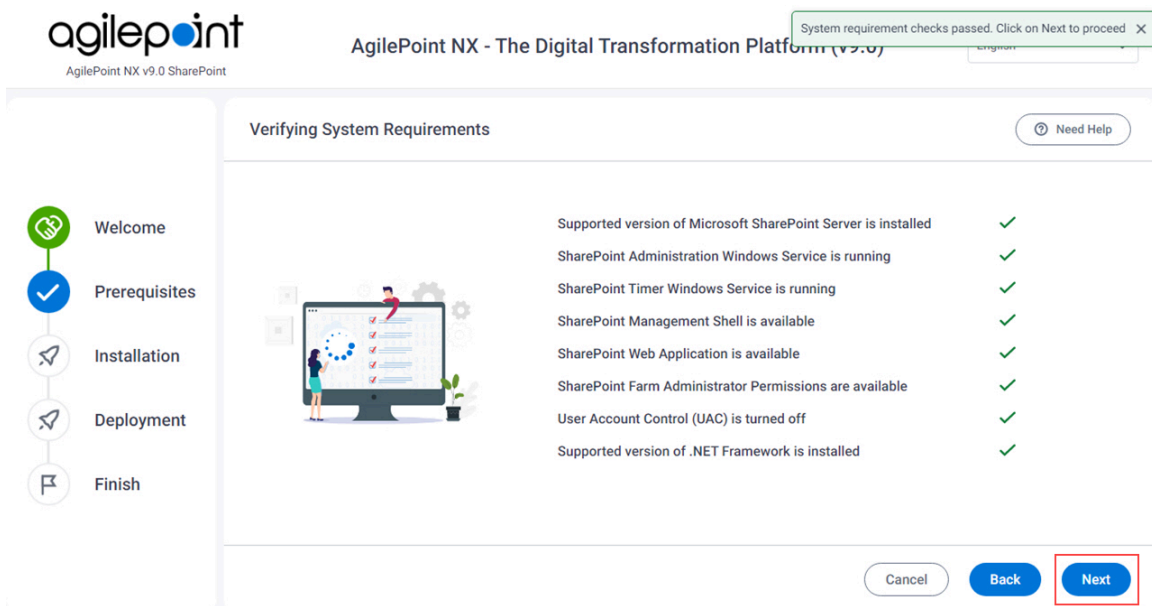 agilepoint
AgilePoint NX v9.0 SharePoint
AgilePoint NX - The Digital Transformation Platform (v9.0)
System requirement checks passed. Click on Next to proceed
English
Verifying System Requirements
Need Help
Welcome
Prerequisites
Installation
Deployment
Finish
Supported version of Microsoft SharePoint Server is installed
SharePoint Administration Windows Service is running
SharePoint Timer Windows Service is running
SharePoint Management Shell is available
SharePoint Web Application is available
SharePoint Farm Administrator Permissions are available
User Account Control (UAC) is turned off
Supported version of .NET Framework is installed
Cancel
Back
Next